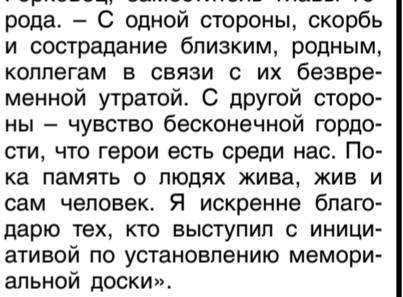 рода. – С одной стороны, скорбь
и сострадание близким, родным,
коллегам в связи с их безвре-
менной утратой. С другой сторо-
ны – чувство бесконечной гордо-
сти, что герои есть среди нас. По-
ка память о людях жива, жив и
сам человек. Я искренне благо-
дарю тех, кто выступил с иници-
ативой по установлению мемори-
альной доски».